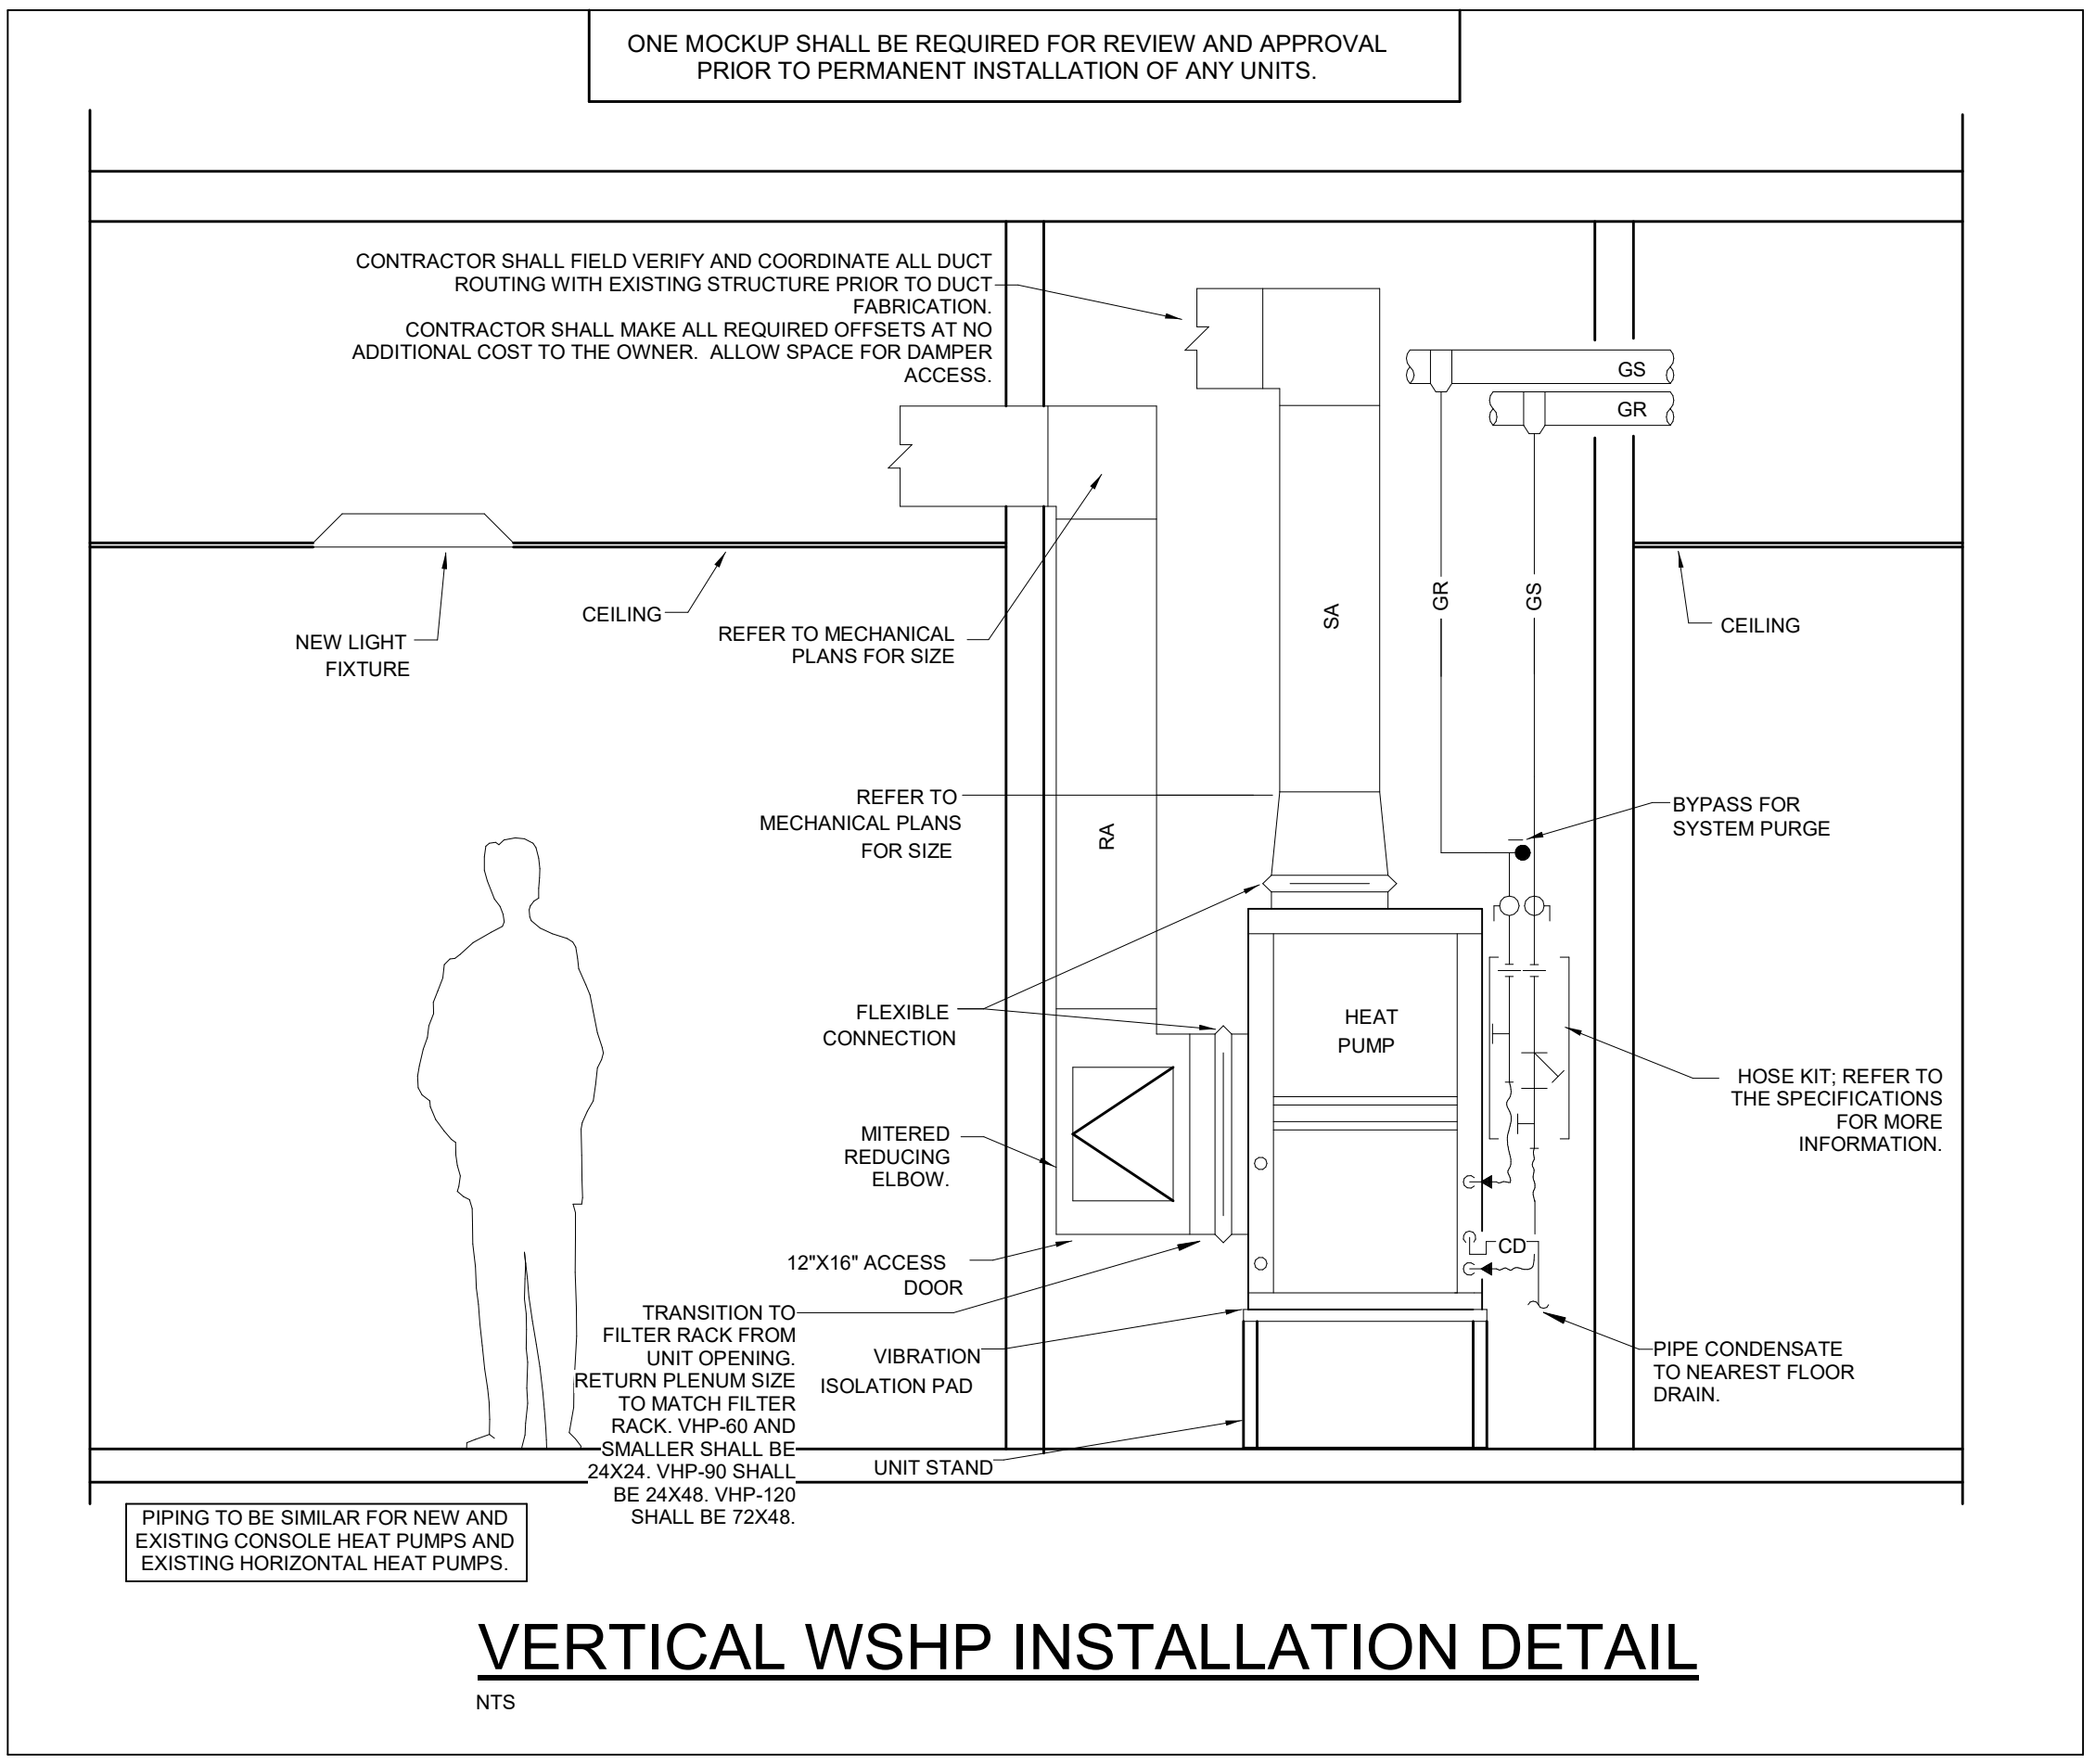 ONE MOCKUP SHALL BE REQUIRED FOR REVIEW AND APPROVAL
PRIOR TO PERMANENT INSTALLATION OF ANY UNITS.
CONTRACTOR SHALL FIELD VERIFY AND COORDINATE ALL DUCT
ROUTING WITH EXISTING STRUCTURE PRIOR TO DUCT
FABRICATION.
CONTRACTOR SHALL MAKE ALL REQUIRED OFFSETS AT NO
ADDITIONAL COST TO THE OWNER. ALLOW SPACE FOR DAMPER
ACCESS.
GS
GR
GR
GS
SA
RA
NEW LIGHT
FIXTURE
CEILING
REFER TO MECHANICAL
PLANS FOR SIZE
CEILING
REFER TO
MECHANICAL PLANS
FOR SIZE
BYPASS FOR
SYSTEM PURGE
FLEXIBLE
CONNECTION
HEAT
PUMP
HOSE KIT; REFER TO
THE SPECIFICATIONS
FOR MORE
INFORMATION.
MITERED
REDUCING
ELBOW.
CD
12"X16" ACCESS
DOOR
TRANSITION TO
FILTER RACK FROM
UNIT OPENING.
RETURN PLENUM SIZE
TO MATCH FILTER
RACK. VHP-60 AND
SMALLER SHALL BE
24X24. VHP-90 SHALL
BE 24X48. VHP-120
SHALL BE 72X48.
VIBRATION
ISOLATION PAD
PIPE CONDENSATE
TO NEAREST FLOOR
DRAIN.
UNIT STAND
PIPING TO BE SIMILAR FOR NEW AND
EXISTING CONSOLE HEAT PUMPS AND
EXISTING HORIZONTAL HEAT PUMPS.
VERTICAL WSHP INSTALLATION DETAIL
NTS